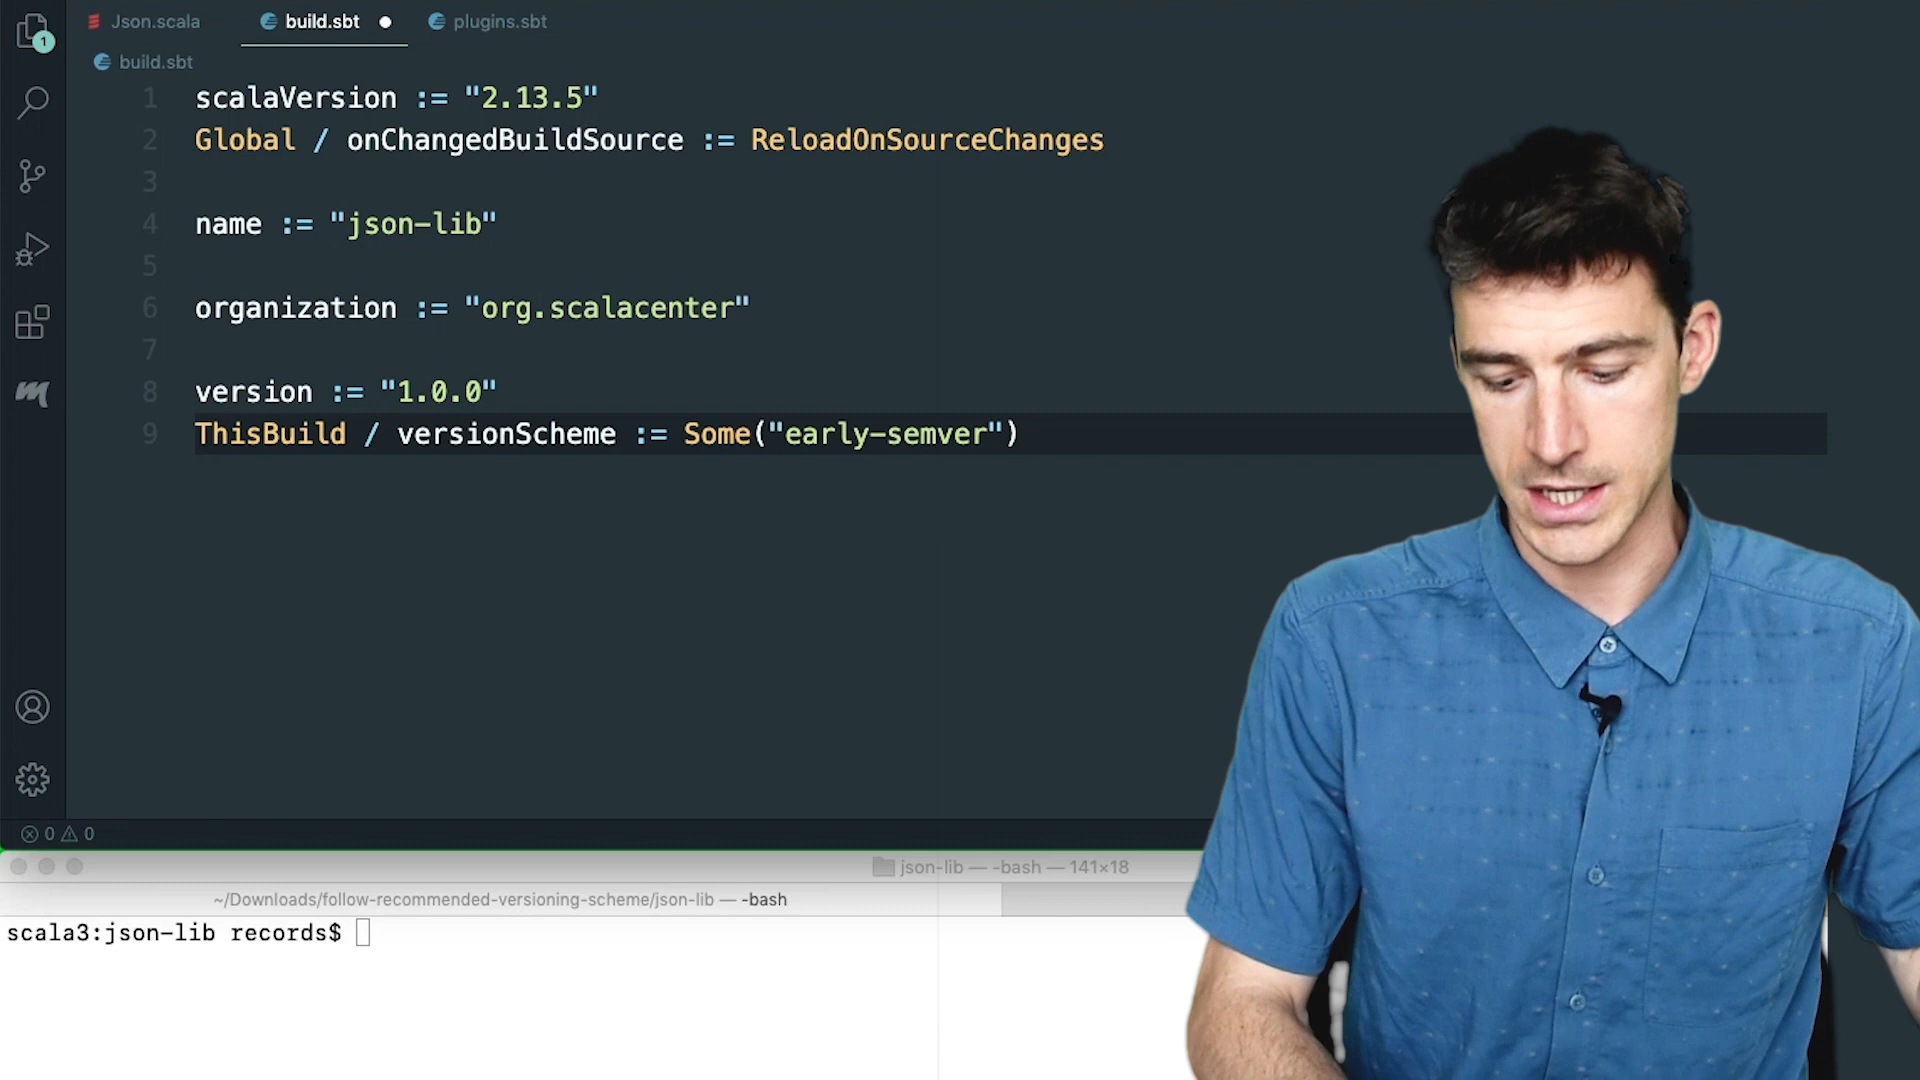 Json.scala build.sbt plugins.sbt
1
build.sbt
1 scalaVersion := "2.13.5"
2 Global / onChangedBuildSource := ReloadOnSourceChanges
3
4 name := "json-lib"
5
6 organization := "org.scalacenter"
7
8 version := "1.0.0"
9 ThisBuild / versionScheme := Some("early-semver")
0 0
json-lib — -bash — 141×18
~/Downloads/follow-recommended-versioning-scheme/json-lib — -bash
scala3:json-lib records$